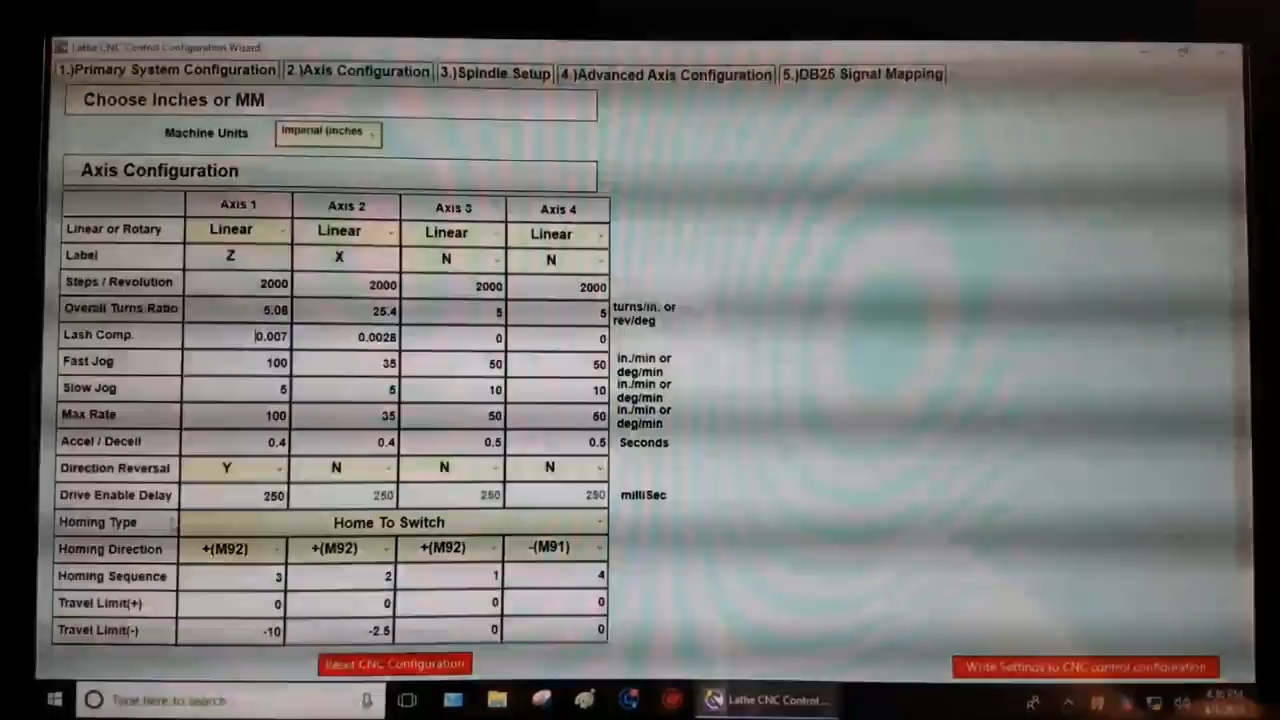 Lathe CNC Control Configuration Wizard
1.)Primary System Configuration 2.)Axis Configuration 3.)Spindle Setup 4.)Advanced Axis Configuration 5.)DB25 Signal Mapping
Choose Inches or MM
Machine Units Imperial (inches
Axis Configuration
Axis 1 Axis 2 Axis 3 Axis 4
Linear or Rotary Linear Linear Linear Linear
Label Z X N N
Steps / Revolution 2000 2000 2000 2000
Overall Turns Ratio 5.08 25.4 5 5 turns/in. or
rev/deg
Lash Comp. 0.007 0.0028 0 0
Fast Jog 100 35 50 50 in./min or
deg/min
Slow Jog 5 5 10 10 in./min or
deg/min
Max Rate 100 35 50 60 in./min or
deg/min
Accel / Decell 0.4 0.4 0.5 0.5 Seconds
Direction Reversal Y N N N
Drive Enable Delay 250 250 250 250 milliSec
Homing Type Home To Switch
Homing Direction +(M92) +(M92) +(M92) -(M91)
Homing Sequence 3 2 1 4
Travel Limit(+) 0 0 0 0
Travel Limit(-) -10 -2.5 0 0
Reset CNC Configuration Write Settings to CNC control configuration
Type here to search Lathe CNC Control...